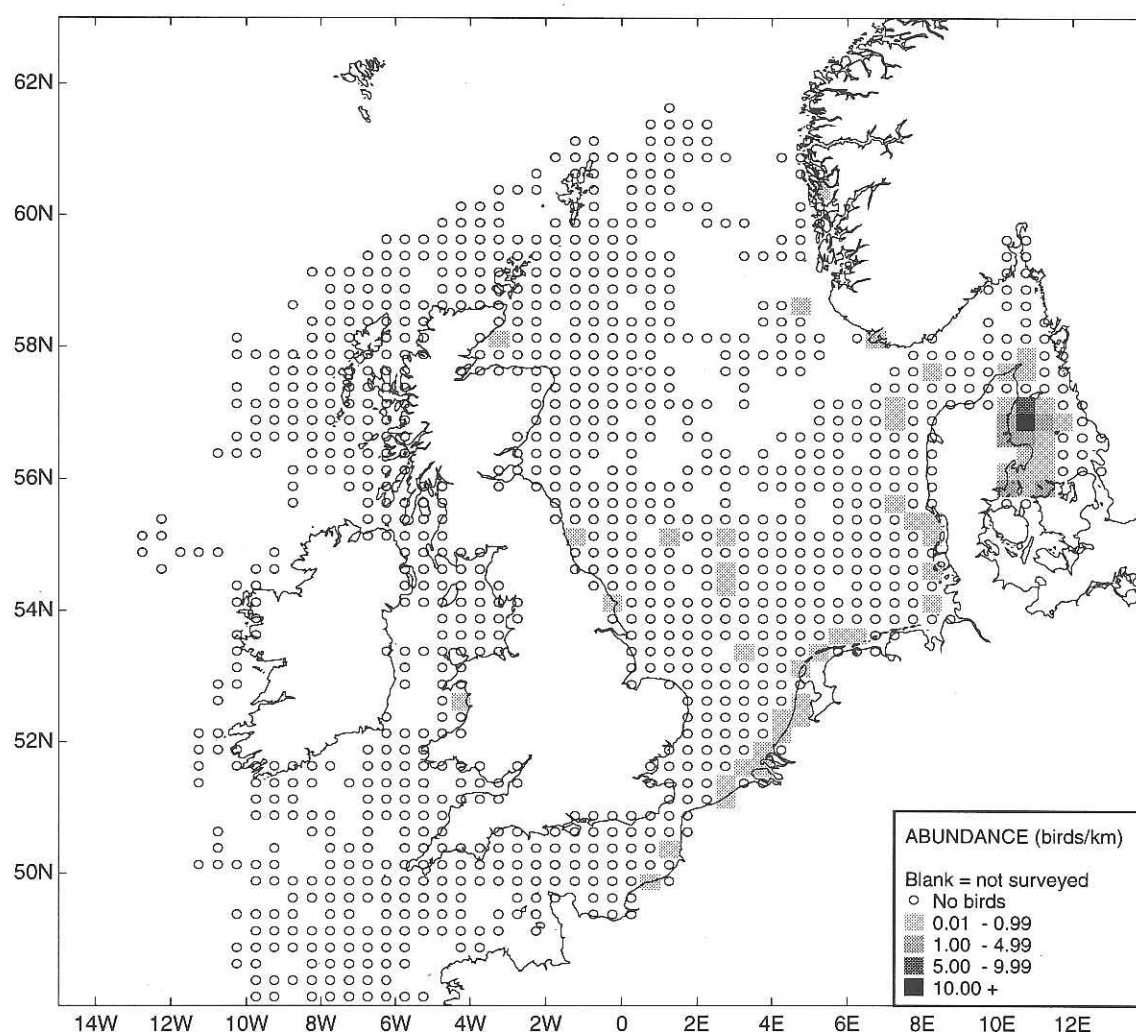 62N
60N
58N
56N
54N
52N
50N
ABUNDANCE (birds/km)
Blank = not surveyed
No birds
0.01 - 0.99
1.00 - 4.99
5.00 - 9.99
10.00 +
14W 12W 10W 8W 6W 4W 2W 0 2E 4E 6E 8E 10E 12E